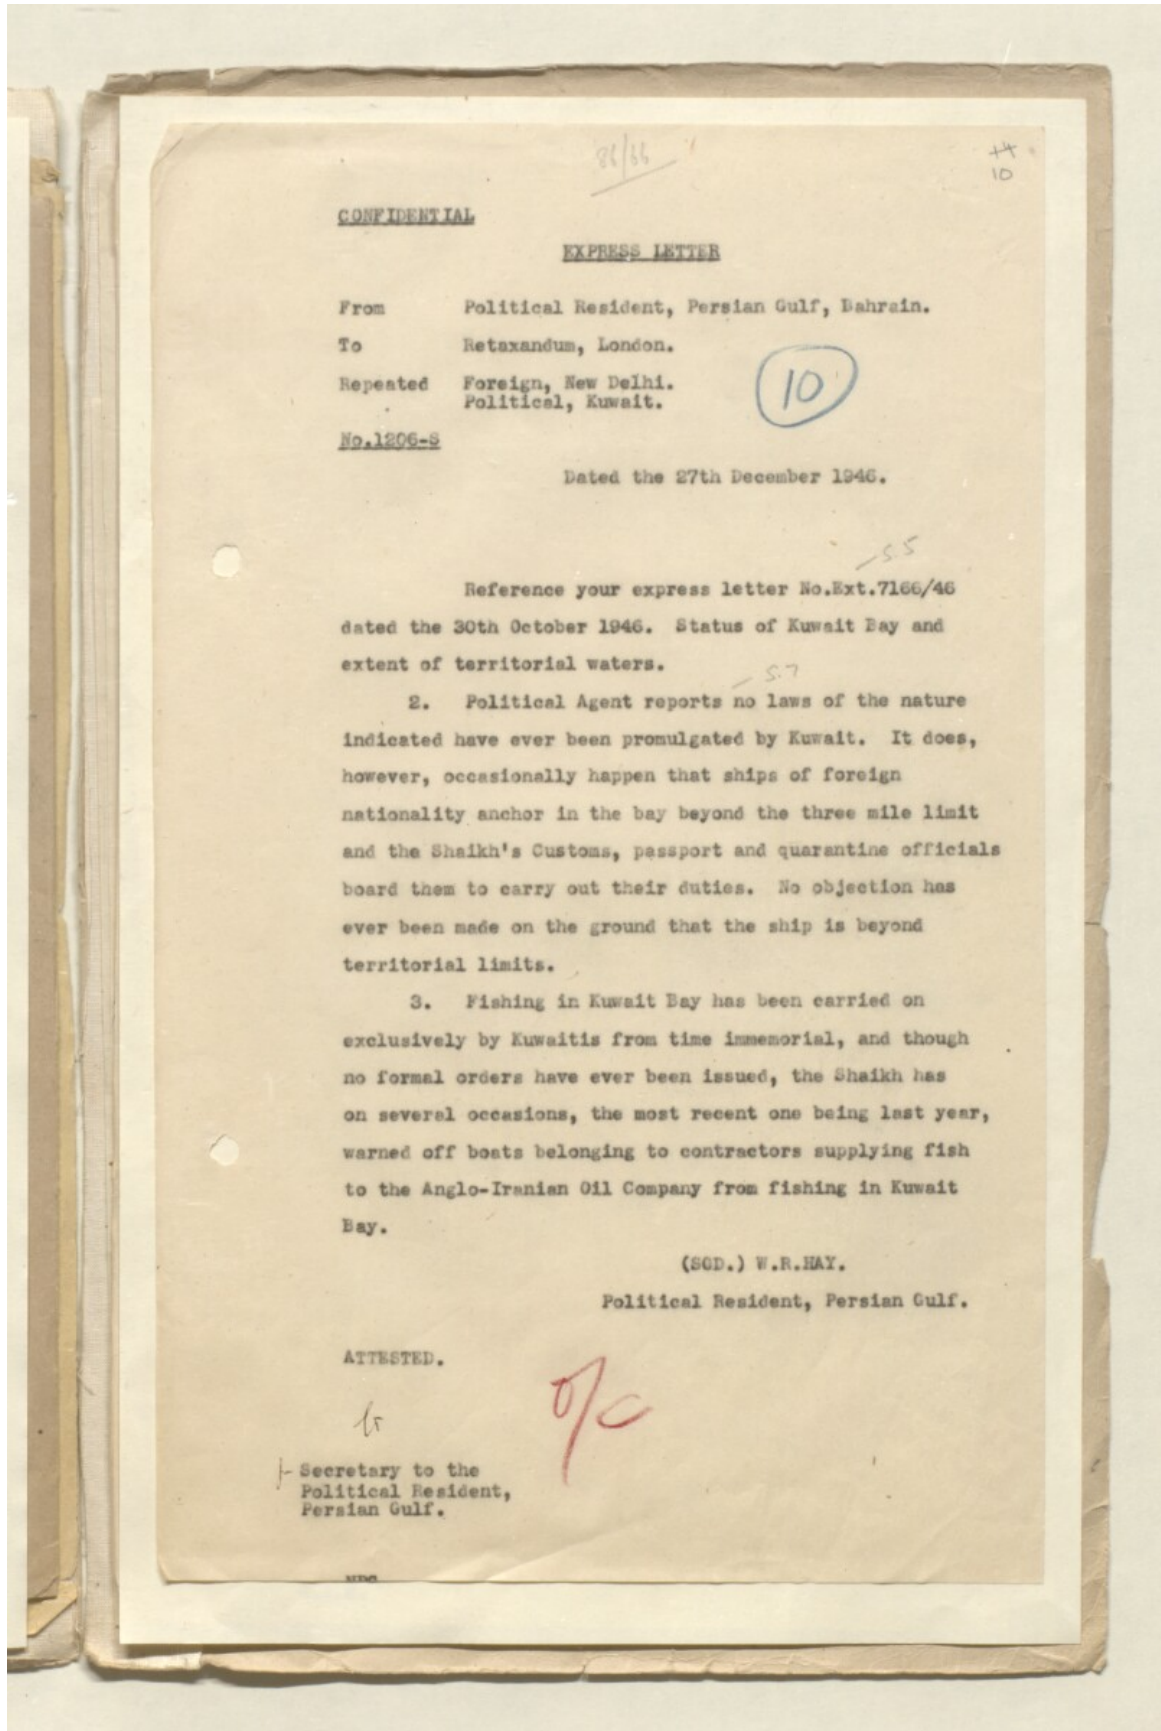 86/66
10
CONFIDENTIAL
EXPRESS LETTER
From Political Resident, Persian Gulf, Bahrain.
To Retaxandum, London.
Repeated Foreign, New Delhi.
Political, Kuwait.
10
No.1206-S
Dated the 27th December 1946.
S.5
Reference your express letter No.Ext.7166/46
dated the 30th October 1946. Status of Kuwait Bay and
extent of territorial waters.
S.7
2. Political Agent reports no laws of the nature
indicated have ever been promulgated by Kuwait. It does,
however, occasionally happen that ships of foreign
nationality anchor in the bay beyond the three mile limit
and the Shaikh's Customs, passport and quarantine officials
board them to carry out their duties. No objection has
ever been made on the ground that the ship is beyond
territorial limits.
3. Fishing in Kuwait Bay has been carried on
exclusively by Kuwaitis from time immemorial, and though
no formal orders have ever been issued, the Shaikh has
on several occasions, the most recent one being last year,
warned off boats belonging to contractors supplying fish
to the Anglo-Iranian Oil Company from fishing in Kuwait
Bay.
(SGD.) W.R.HAY.
Political Resident, Persian Gulf.
ATTESTED.
O/C
Secretary to the
Political Resident,
Persian Gulf.